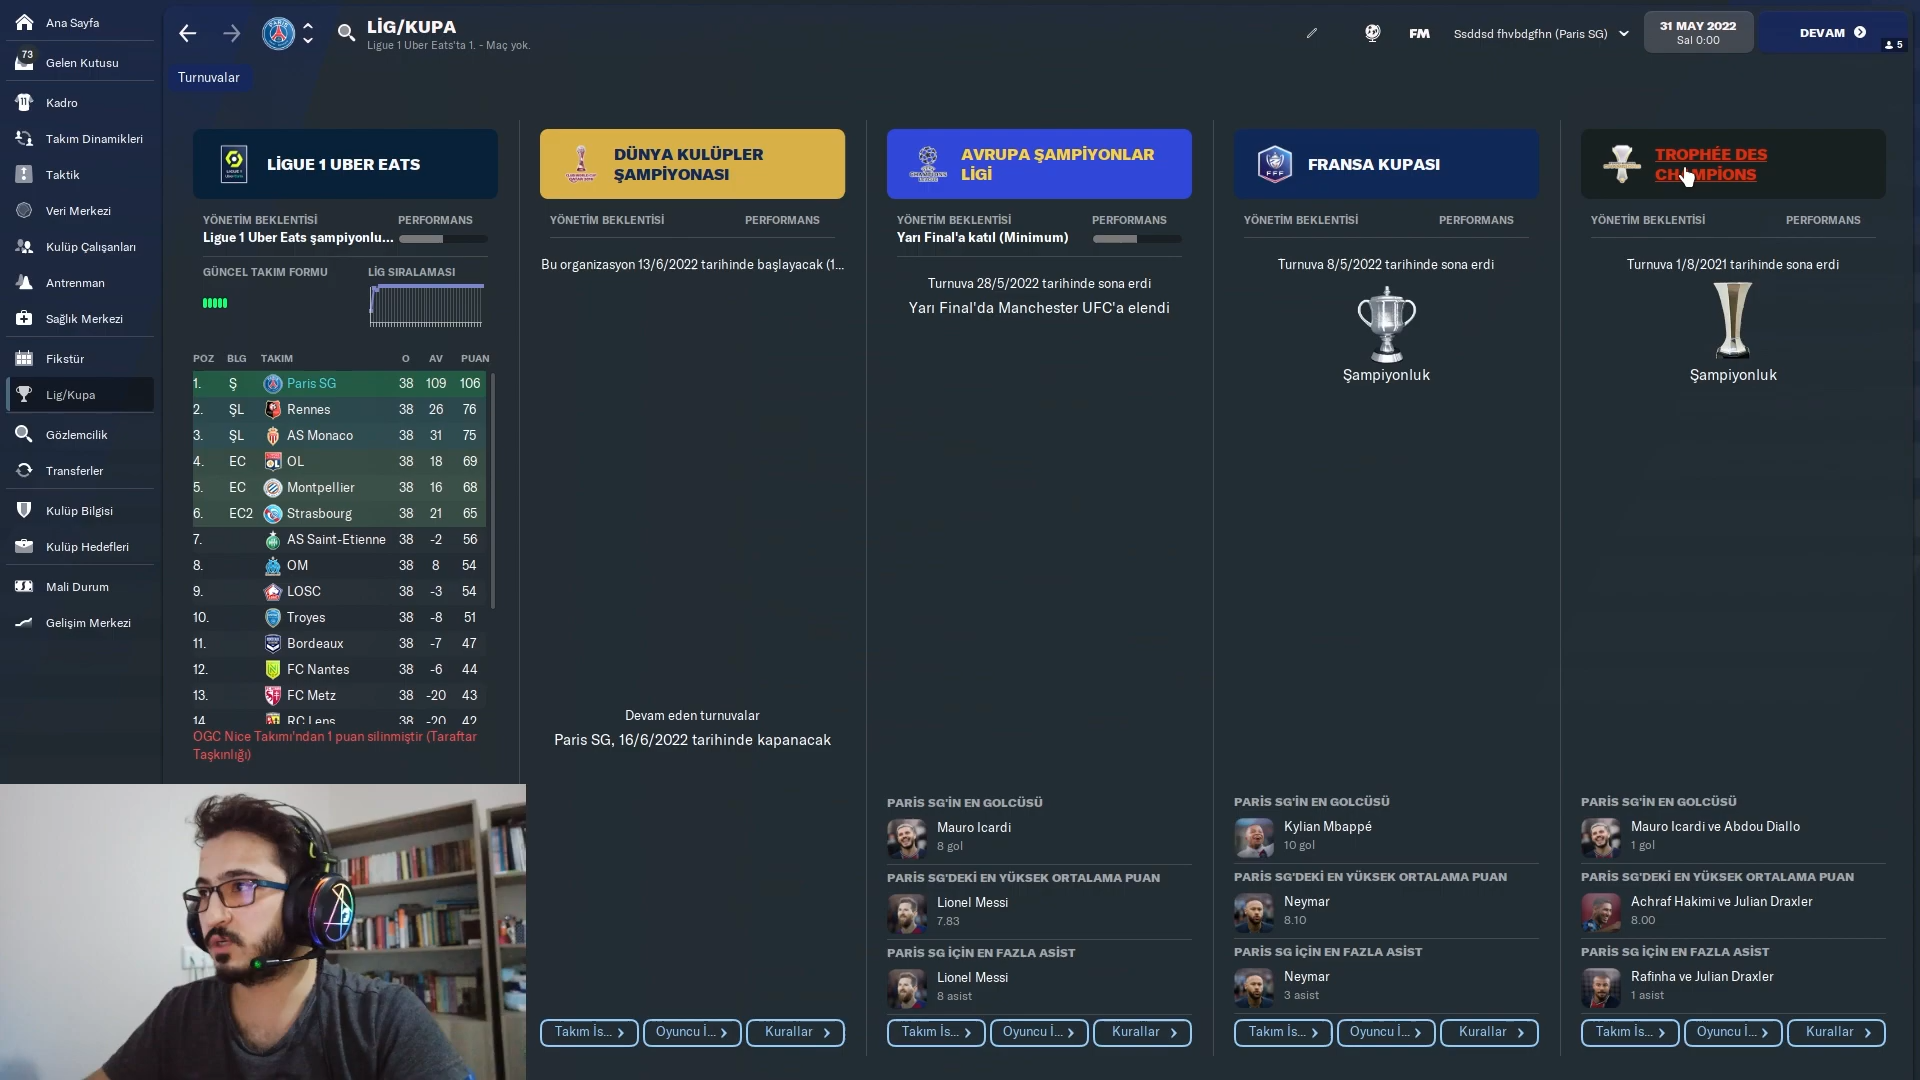 Ana Sayfa
73
Gelen Kutusu
Kadro
Takım Dinamikleri
Taktik
Veri Merkezi
Kulüp Çalışanları
Antrenman
Sağlık Merkezi
Fikstür
Lig/Kupa
Gözlemcilik
Transferler
Kulüp Bilgisi
Kulüp Hedefleri
Mali Durum
Gelişim Merkezi
LİG/KUPA
Ligue 1 Uber Eats'ta 1. - Maç yok.
FM
Ssddsd fhvbdgfhn (Paris SG)
31 MAY 2022
Sal 0:00
DEVAM
5
Turnuvalar
LİGUE 1 UBER EATS
YÖNETİM BEKLENTİSİ PERFORMANS
Ligue 1 Uber Eats şampiyonlu...
GÜNCEL TAKIM FORMU LİG SIRALAMASI
POZ BLG TAKIM O AV PUAN
1. Ş Paris SG 38 109 106
2. ŞL Rennes 38 26 76
3. ŞL AS Monaco 38 31 75
4. EC OL 38 18 69
5. EC Montpellier 38 16 68
6. EC2 Strasbourg 38 21 65
7. AS Saint-Etienne 38 -2 56
8. OM 38 8 54
9. LOSC 38 -3 54
10. Troyes 38 -8 51
11. Bordeaux 38 -7 47
12. FC Nantes 38 -6 44
13. FC Metz 38 -20 43
14. RC Lens 38 -20 42
OGC Nice Takımı'ndan 1 puan silinmiştir (Taraftar
Taşkınlığı)
DÜNYA KULÜPLER
ŞAMPİYONASI
YÖNETİM BEKLENTİSİ PERFORMANS
Bu organizasyon 13/6/2022 tarihinde başlayacak (1...
Devam eden turnuvalar
Paris SG, 16/6/2022 tarihinde kapanacak
Takım İs... Oyuncu İ... Kurallar
AVRUPA ŞAMPİYONLAR
LİGİ
YÖNETİM BEKLENTİSİ PERFORMANS
Yarı Final'a katıl (Minimum)
Turnuva 28/5/2022 tarihinde sona erdi
Yarı Final'da Manchester UFC'a elendi
PARİS SG'İN EN GOLCÜSÜ
Mauro Icardi
8 gol
PARİS SG'DEKİ EN YÜKSEK ORTALAMA PUAN
Lionel Messi
7.83
PARİS SG İÇİN EN FAZLA ASİST
Lionel Messi
8 asist
Takım İs... Oyuncu İ... Kurallar
FRANSA KUPASI
YÖNETİM BEKLENTİSİ PERFORMANS
Turnuva 8/5/2022 tarihinde sona erdi
Şampiyonluk
PARİS SG'İN EN GOLCÜSÜ
Kylian Mbappé
10 gol
PARİS SG'DEKİ EN YÜKSEK ORTALAMA PUAN
Neymar
8.10
PARİS SG İÇİN EN FAZLA ASİST
Neymar
3 asist
Takım İs... Oyuncu İ... Kurallar
TROPHÉE DES
CHAMPIONS
YÖNETİM BEKLENTİSİ PERFORMANS
Turnuva 1/8/2021 tarihinde sona erdi
Şampiyonluk
PARİS SG'İN EN GOLCÜSÜ
Mauro Icardi ve Abdou Diallo
1 gol
PARİS SG'DEKİ EN YÜKSEK ORTALAMA PUAN
Achraf Hakimi ve Julian Draxler
8.00
PARİS SG İÇİN EN FAZLA ASİST
Rafinha ve Julian Draxler
1 asist
Takım İs... Oyuncu İ... Kurallar